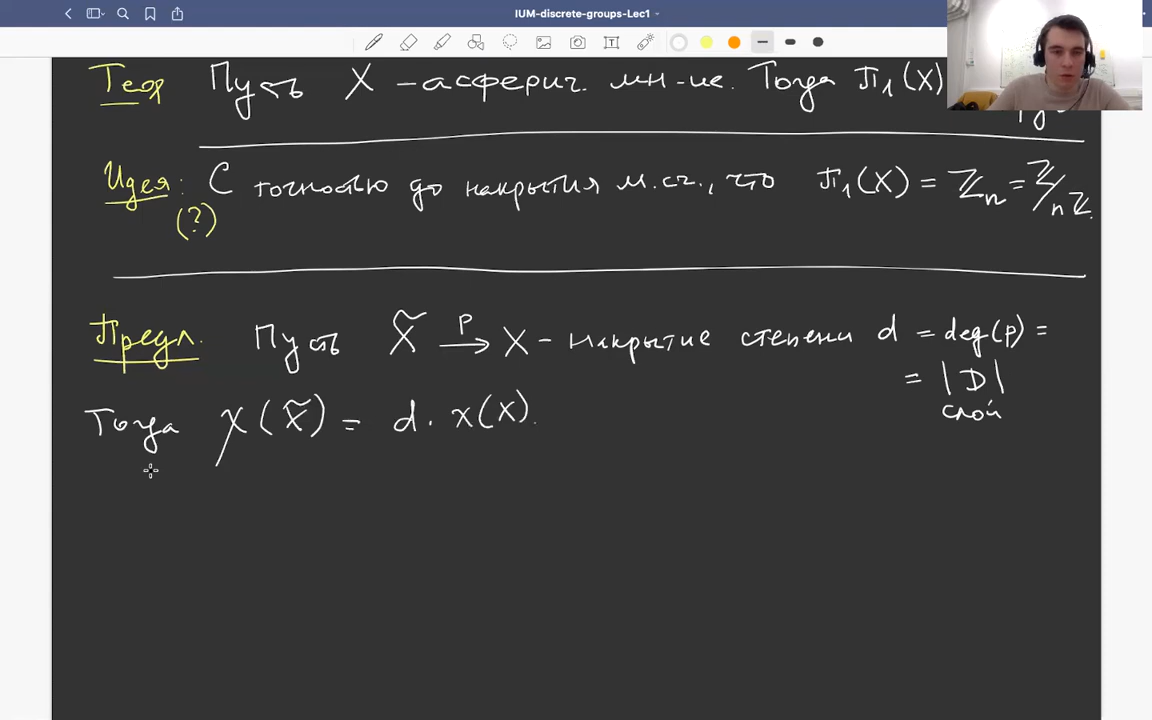 IUM-discrete-groups-Lec1
Теор Пусть X – асферич. мн-ие. Тогда π₁(X)
Идея: С точностью до накрытия м.сч., что π₁(X) = ℤₙ = ℤ/nℤ.
(?)
Предл. Пусть X̃ →ᵖ X – накрытие степени d = deg(p) =
= |D|
слой
Тогда χ(X̃) = d · χ(X).